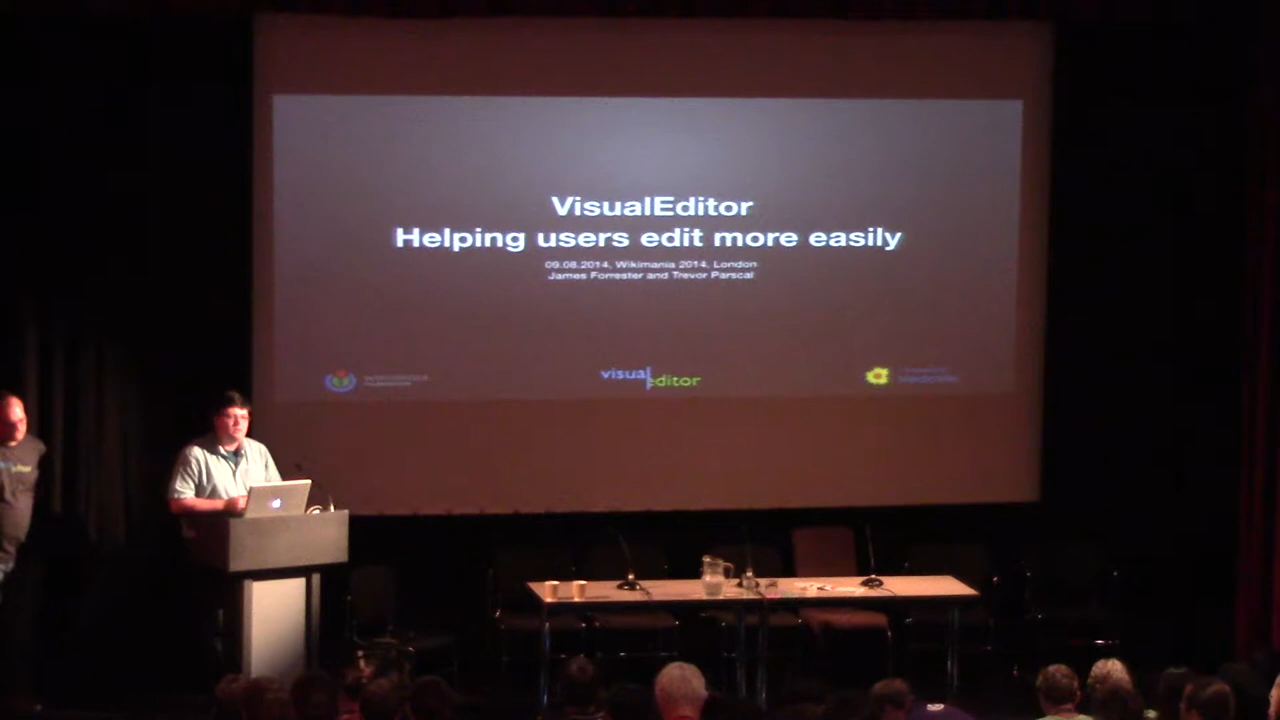 VisualEditor
Helping users edit more easily
09.08.2014, Wikimania 2014, London
James Forrester and Trevor Parscal
visualeditor